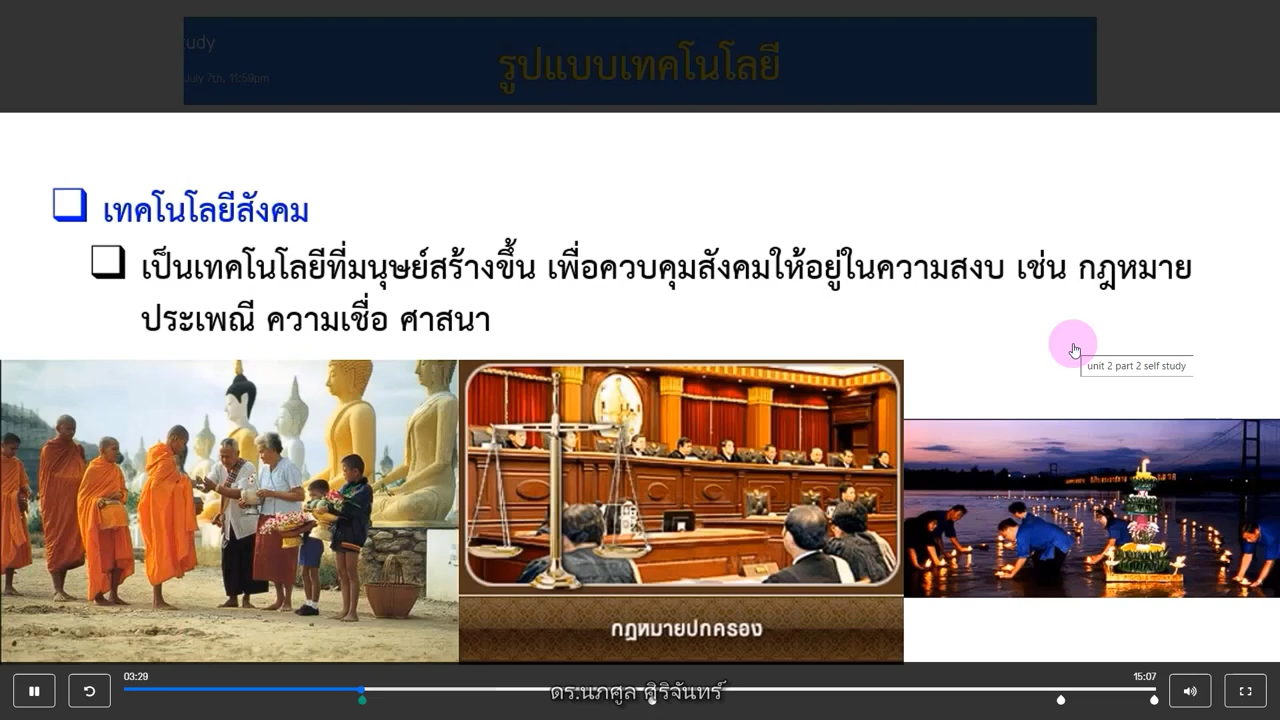 tudy
July 7th, 11:59pm
รูปแบบเทคโนโลยี
เทคโนโลยีสังคม
เป็นเทคโนโลยีที่มนุษย์สร้างขึ้น เพื่อควบคุมสังคมให้อยู่ในความสงบ เช่น กฎหมาย
ประเพณี ความเชื่อ ศาสนา
unit 2 part 2 self study
กฎหมายปกครอง
03:29
15:07
ดร.นภศูล ศิริจันทร์